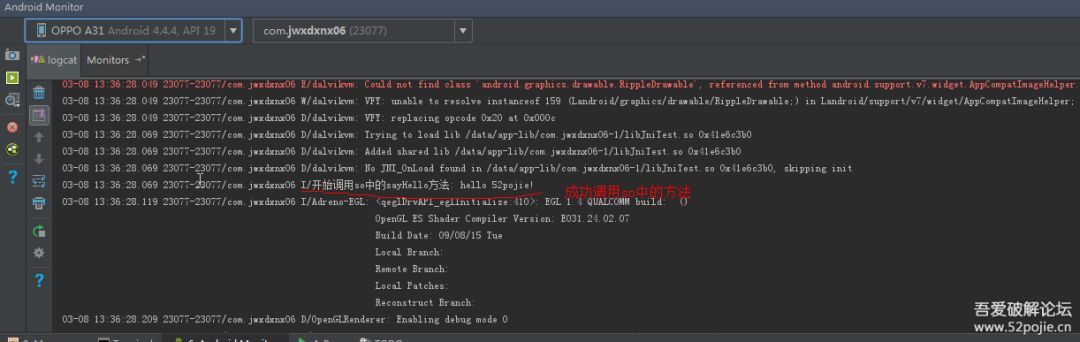 Android Monitor
OPPO A31 Android 4.4.4, API 19
com.jwxdxnx06 (23077)
logcat
Monitors
03-08 13:36:28.049 23077-23077/com.jwxdxnx06 E/dalvikvm: Could not find class 'android.graphics.drawable.RippleDrawable', referenced from method android.support.v7.widget.AppCompatImageHelper.
03-08 13:36:28.049 23077-23077/com.jwxdxnx06 W/dalvikvm: VFY: unable to resolve instanceof 159 (Landroid/graphics/drawable/RippleDrawable;) in Landroid/support/v7/widget/AppCompatImageHelper;
03-08 13:36:28.049 23077-23077/com.jwxdxnx06 D/dalvikvm: VFY: replacing opcode 0x20 at 0x000c
03-08 13:36:28.069 23077-23077/com.jwxdxnx06 D/dalvikvm: Trying to load lib /data/app-lib/com.jwxdxnx06-1/libJniTest.so 0x41e6c3b0
03-08 13:36:28.069 23077-23077/com.jwxdxnx06 D/dalvikvm: Added shared lib /data/app-lib/com.jwxdxnx06-1/libJniTest.so 0x41e6c3b0
03-08 13:36:28.069 23077-23077/com.jwxdxnx06 D/dalvikvm: No JNI_OnLoad found in /data/app-lib/com.jwxdxnx06-1/libJniTest.so 0x41e6c3b0, skipping init
03-08 13:36:28.069 23077-23077/com.jwxdxnx06 I/开始调用so中的sayHello方法: hello 52pojie!
成功调用so中的方法
03-08 13:36:28.119 23077-23077/com.jwxdxnx06 I/Adreno-EGL: <qeglDrvAPI_eglInitialize:410>: EGL 1.4 QUALCOMM build: ()
OpenGL ES Shader Compiler Version: E031.24.02.07
Build Date: 09/08/15 Tue
Local Branch:
Remote Branch:
Local Patches:
Reconstruct Branch:
03-08 13:36:28.209 23077-23077/com.jwxdxnx06 D/OpenGLRenderer: Enabling debug mode 0
吾爱破解论坛
www.52pojie.cn